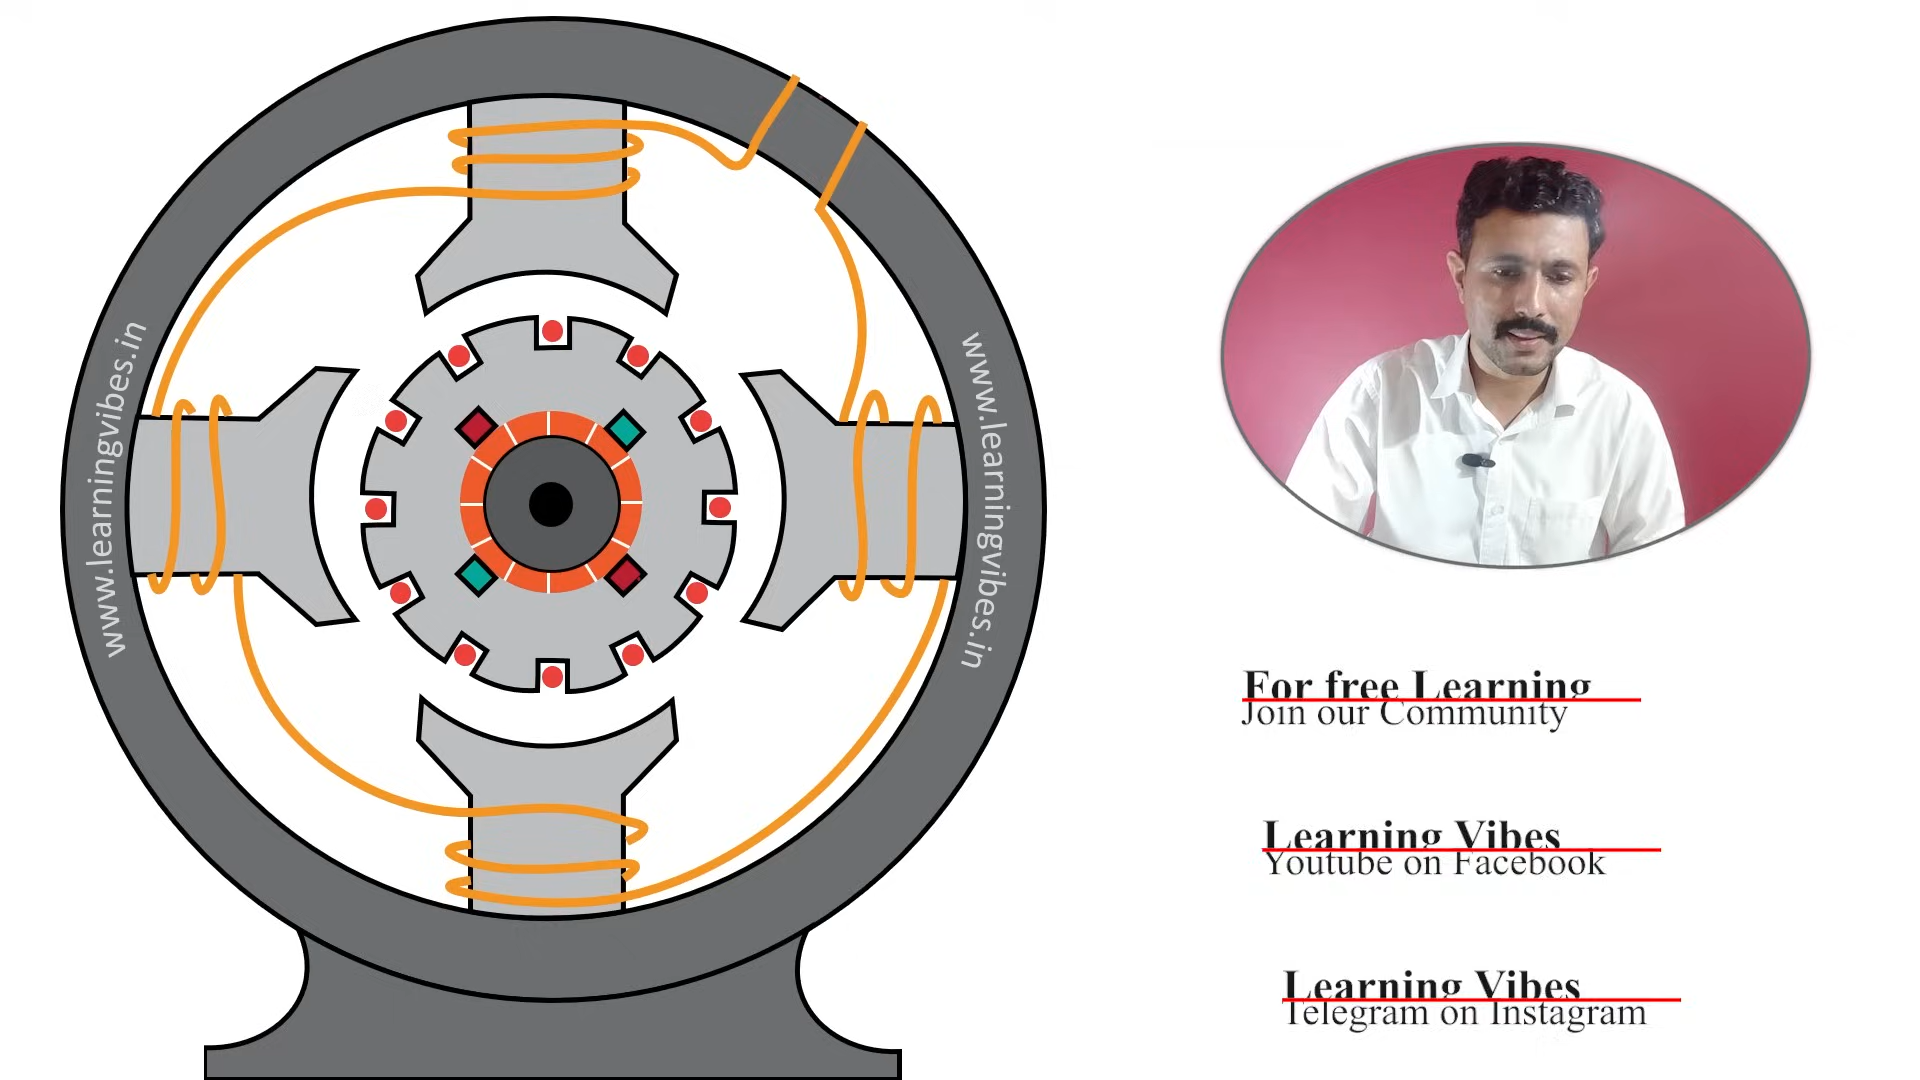 www.learningvibes.in
www.learningvibes.in
For free Learning
Join our Community
Learning Vibes
Youtube on Facebook
Learning Vibes
Telegram on Instagram